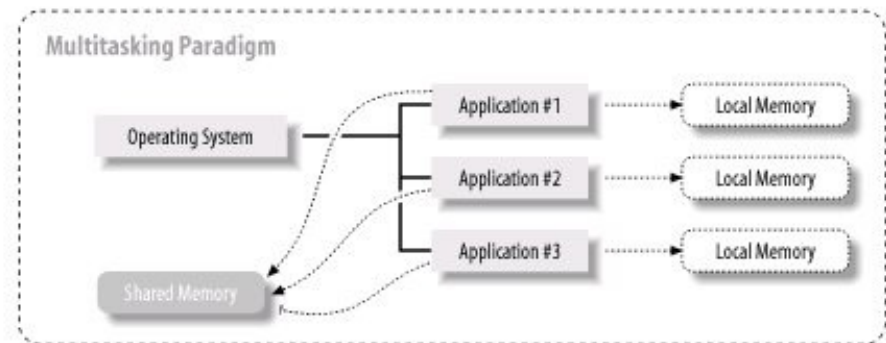 Multitasking Paradigm
Application #1
Local Memory
Operating System
Application #2
Local Memory
Application #3
Local Memory
Shared Memory